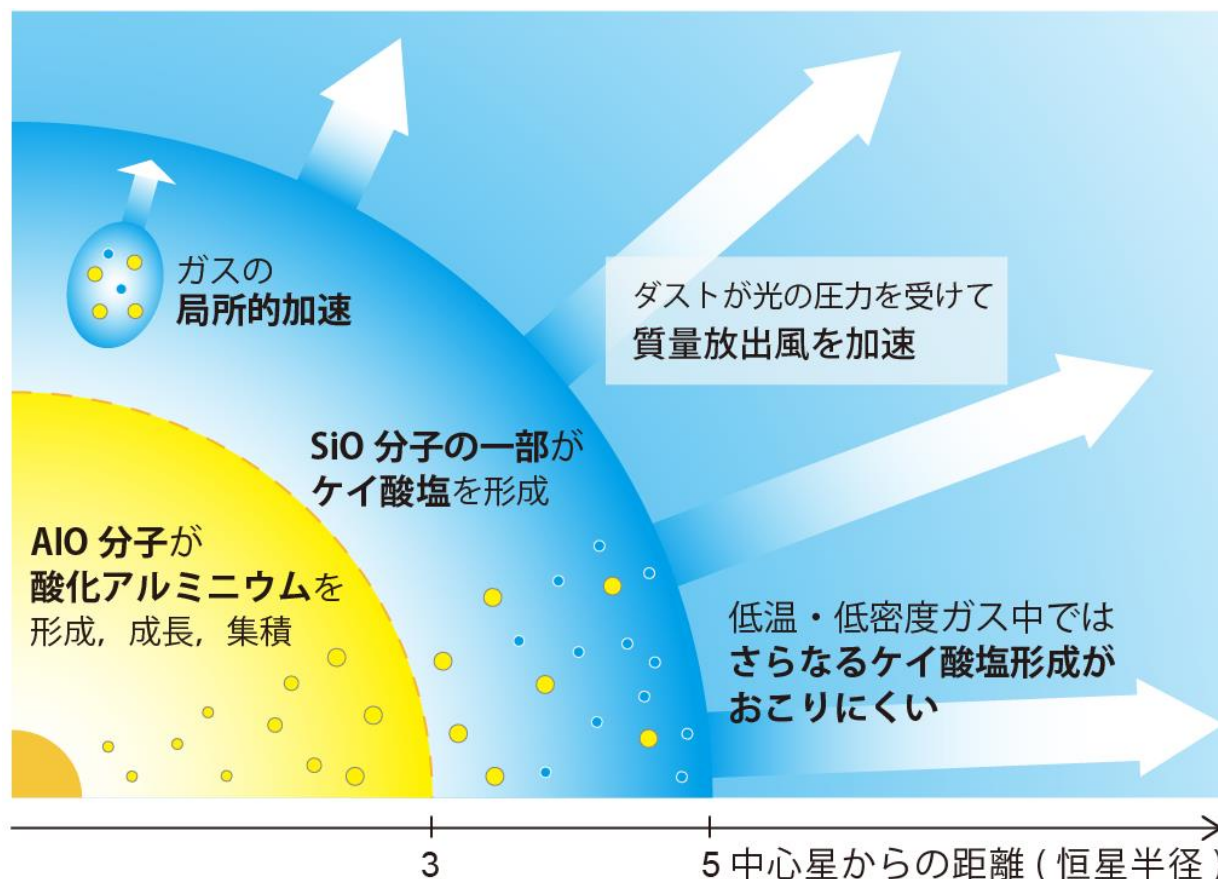 ガスの
局所的加速
ダストが光の圧力を受けて
質量放出風を加速
SiO 分子の一部が
ケイ酸塩を形成
AlO 分子が
酸化アルミニウムを
形成，成長，集積
低温・低密度ガス中では
さらなるケイ酸塩形成が
おこりにくい
3
5 中心星からの距離 ( 恒星半径 )